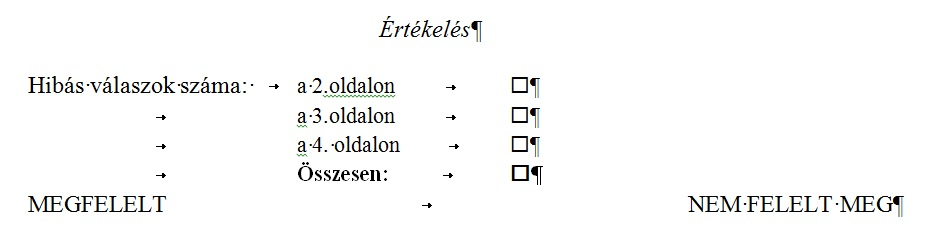 Értékelés¶
Hibás·válaszok·száma:· → a·2.oldalon → □¶
→ a·3.oldalon → □¶
→ a·4.·oldalon → □¶
→ Összesen: → □¶
MEGFELELT → NEM·FELELT·MEG¶